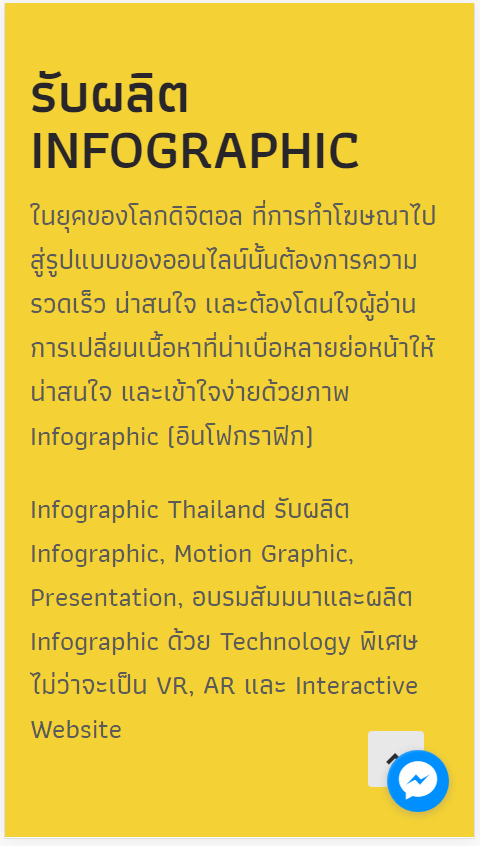 รับผลิต
INFOGRAPHIC
ในยุคของโลกดิจิตอล ที่การทำโฆษณาไป
สู่รูปแบบของออนไลน์นั้นต้องการความ
รวดเร็ว น่าสนใจ และต้องโดนใจผู้อ่าน
การเปลี่ยนเนื้อหาที่น่าเบื่อหลายย่อหน้าให้
น่าสนใจ และเข้าใจง่ายด้วยภาพ
Infographic (อินโฟกราฟิก)
Infographic Thailand รับผลิต
Infographic, Motion Graphic,
Presentation, อบรมสัมมนาและผลิต
Infographic ด้วย Technology พิเศษ
ไม่ว่าจะเป็น VR, AR และ Interactive
Website